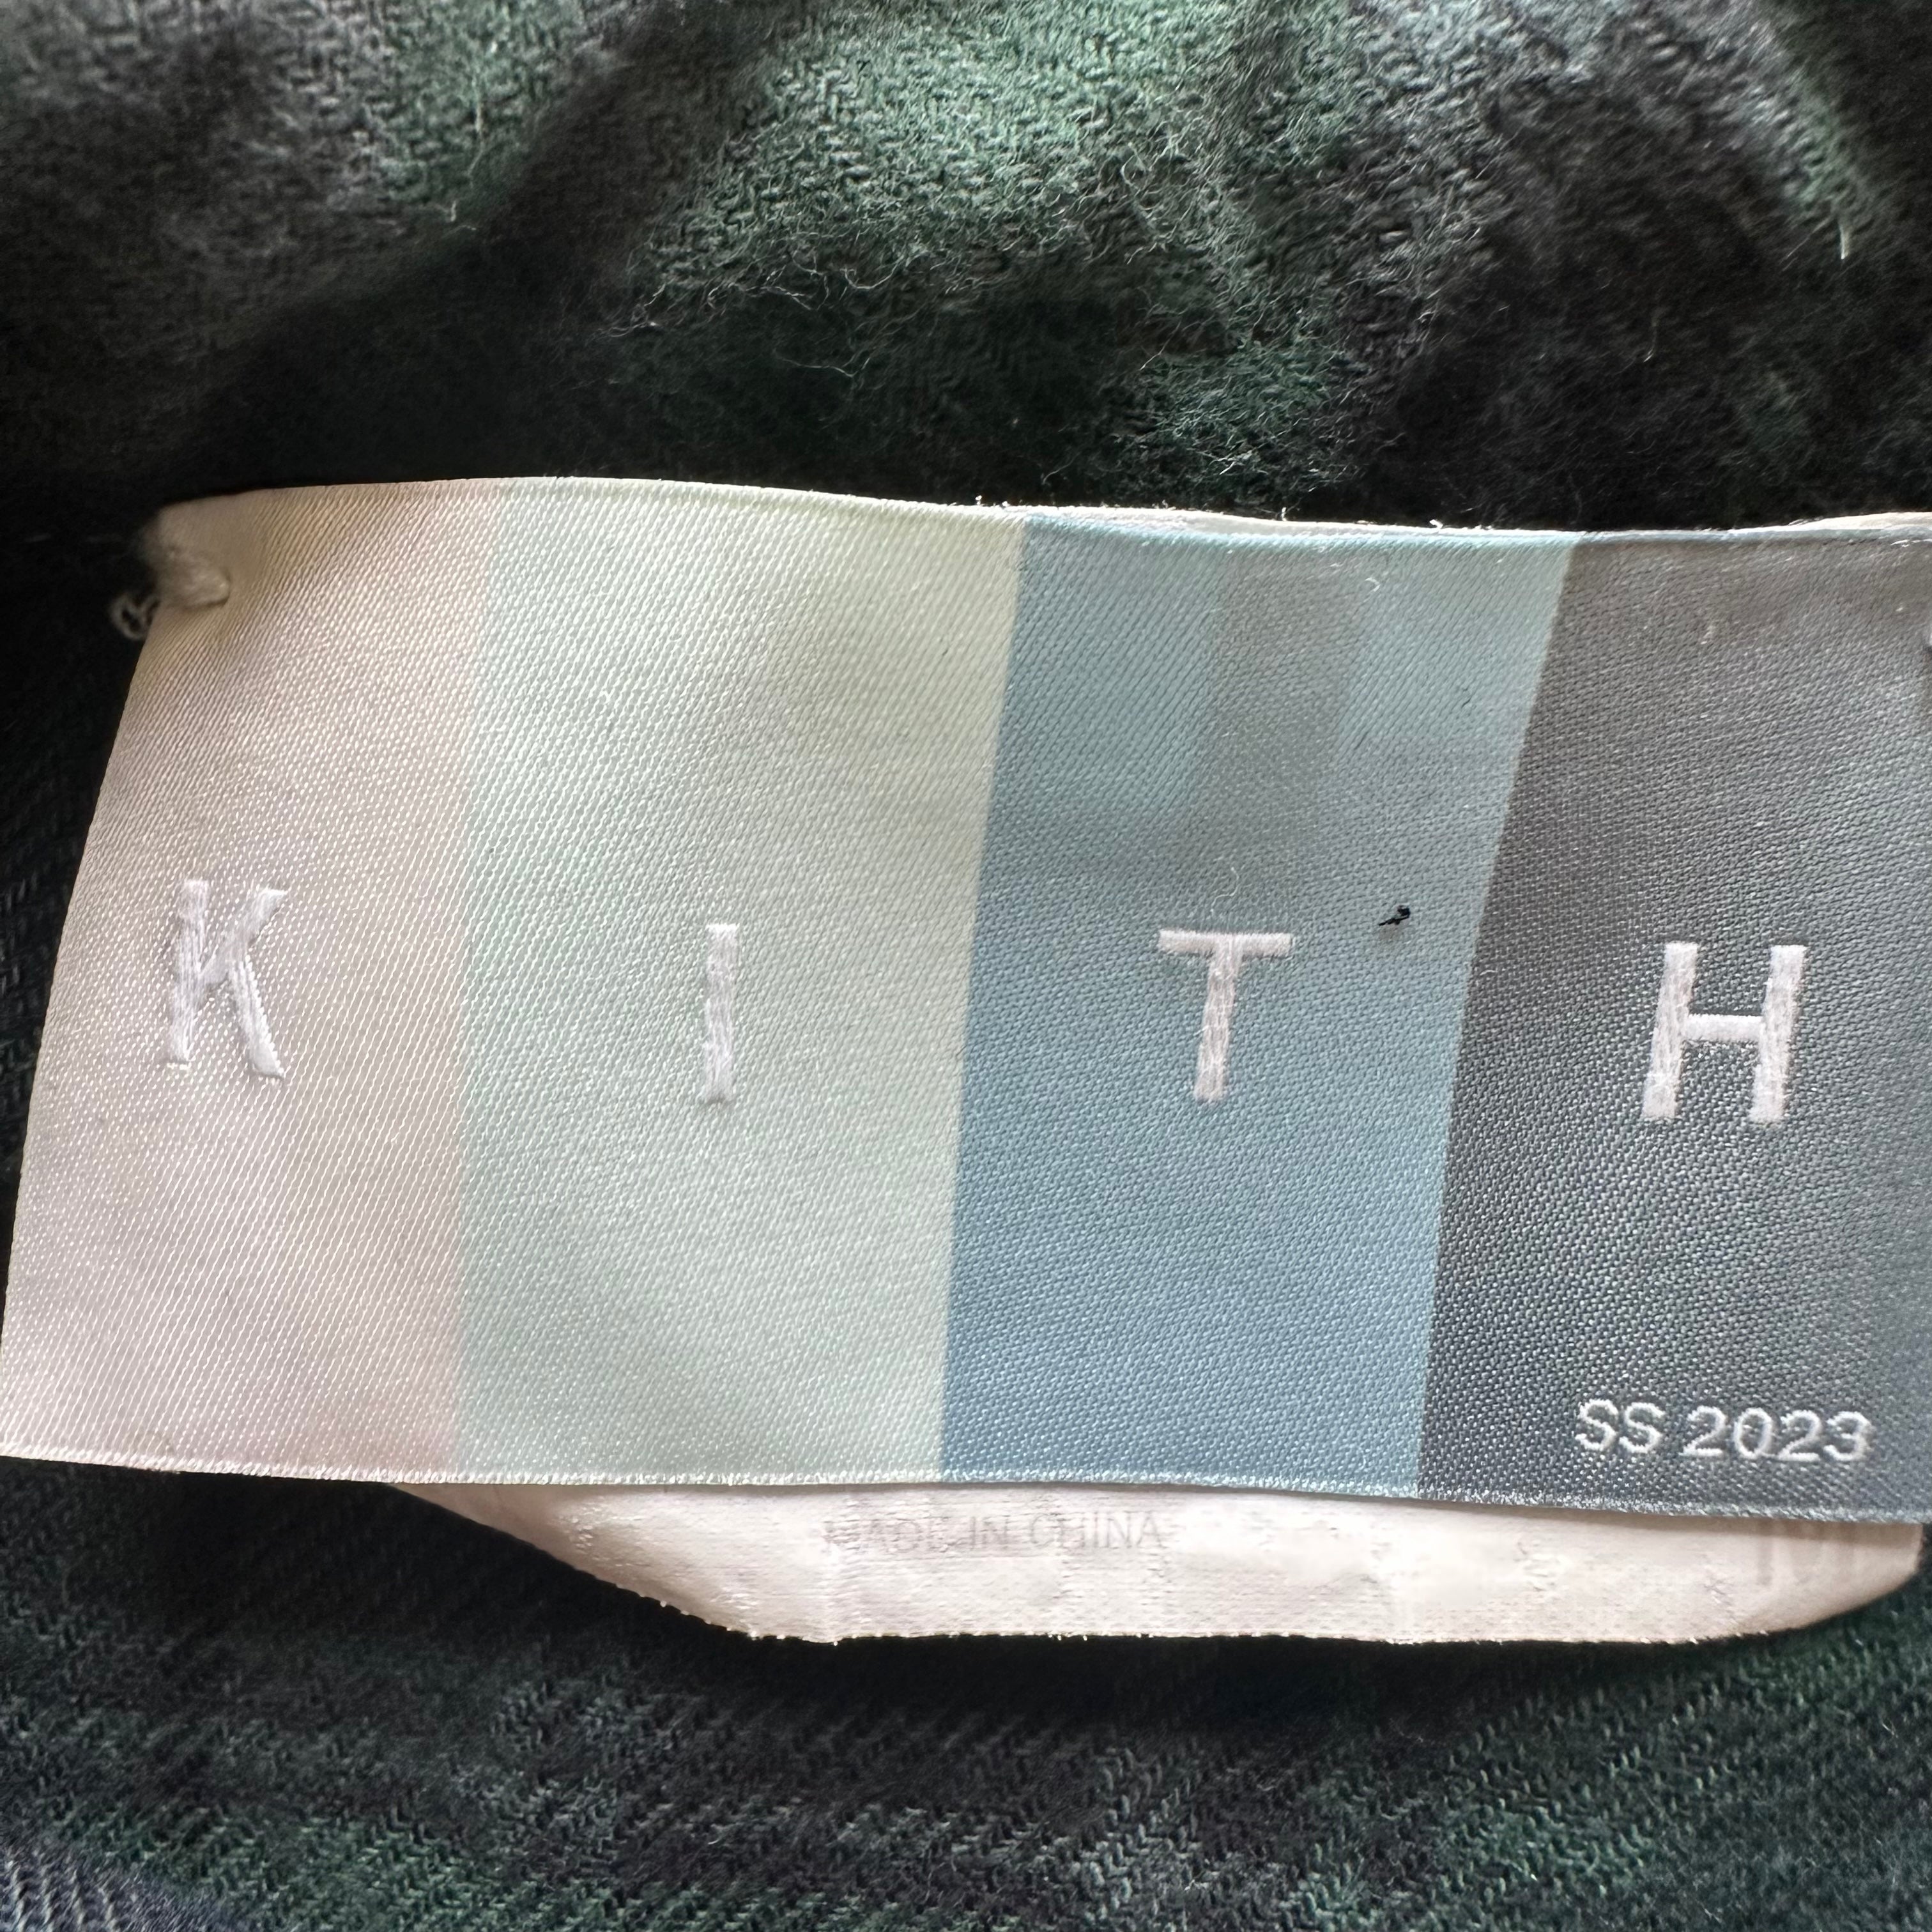 K I T H
SS 2023
MADE IN CHINA